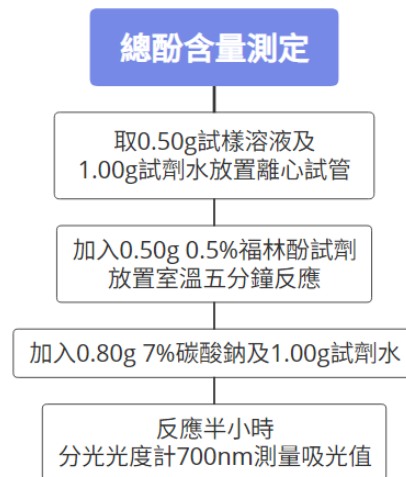 總酚含量測定
取0.50g試樣溶液及
1.00g試劑水放置離心試管
加入0.50g 0.5%福林酚試劑
放置室溫五分鐘反應
加入0.80g 7%碳酸鈉及1.00g試劑水
反應半小時
分光光度計700nm測量吸光值